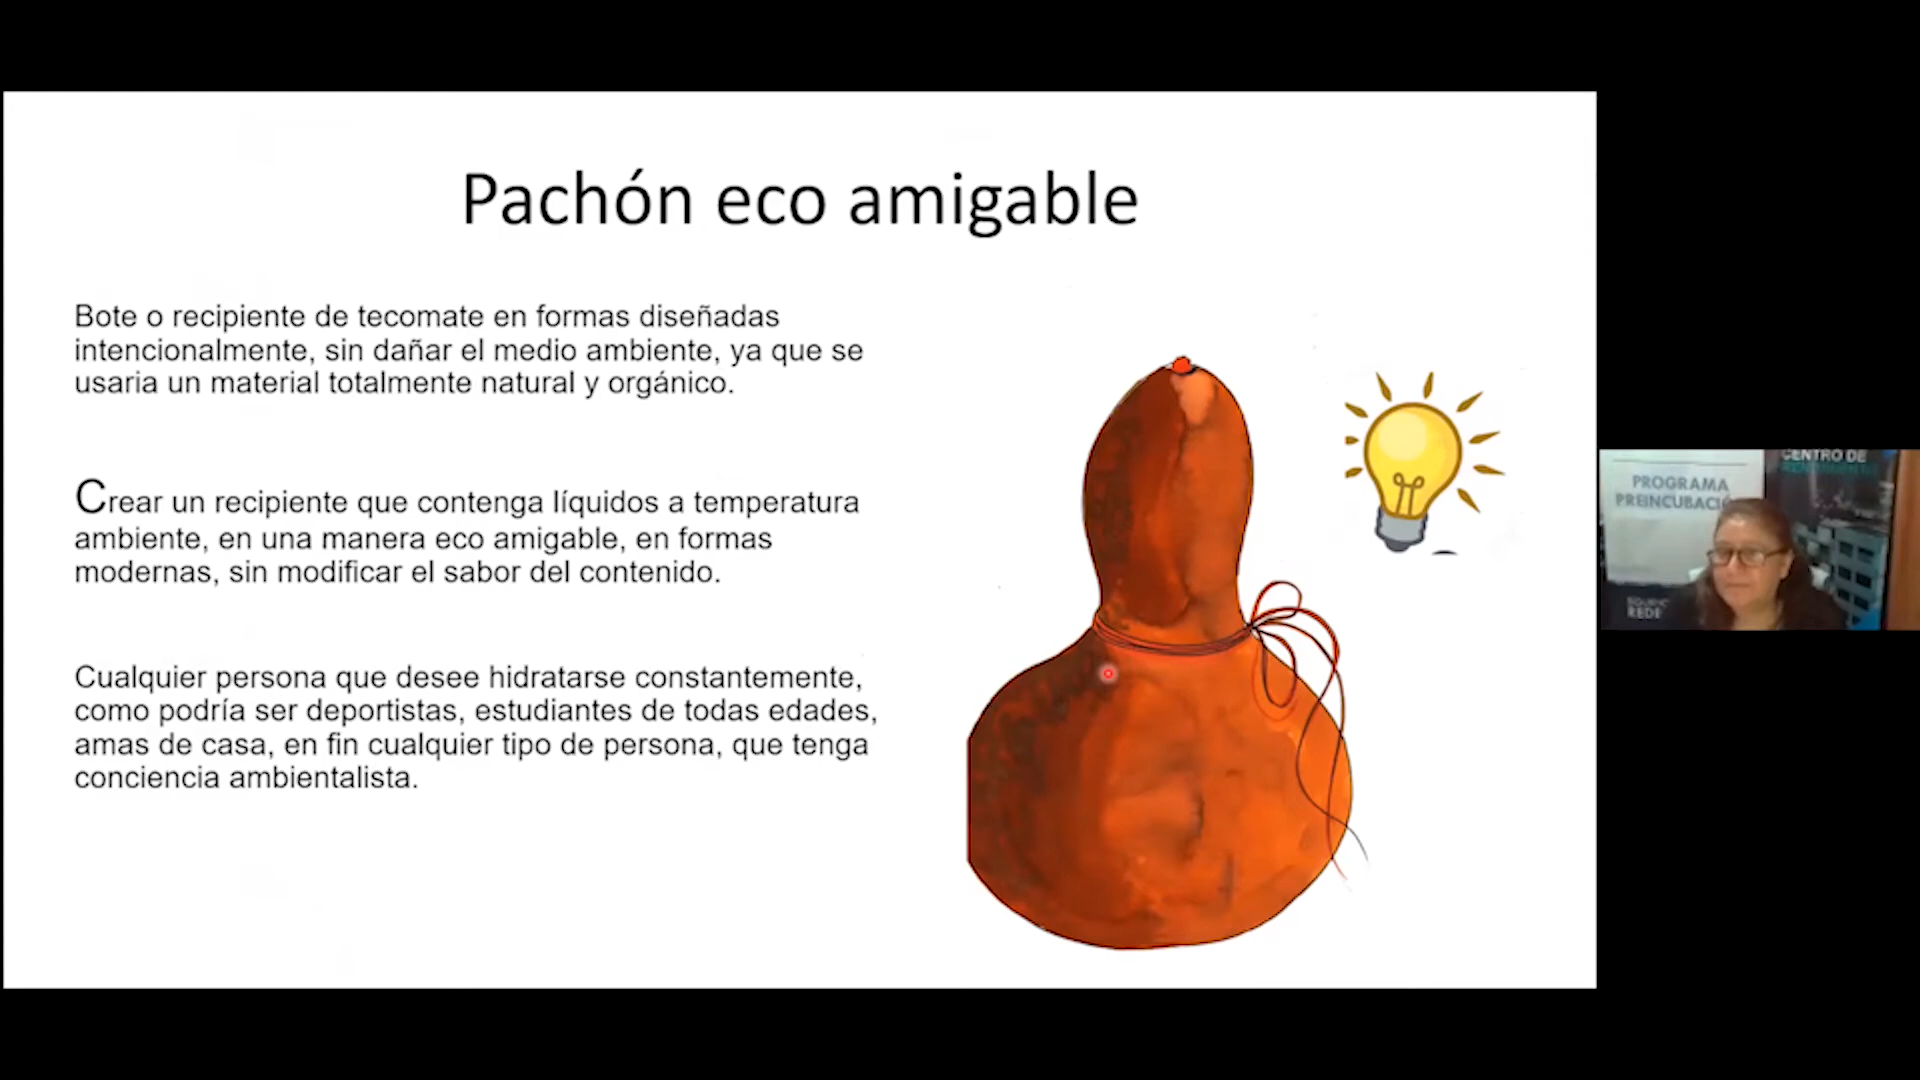 Pachón eco amigable
Bote o recipiente de tecomate en formas diseñadas
intencionalmente, sin dañar el medio ambiente, ya que se
usaria un material totalmente natural y orgánico.
Crear un recipiente que contenga líquidos a temperatura
ambiente, en una manera eco amigable, en formas
modernas, sin modificar el sabor del contenido.
Cualquier persona que desee hidratarse constantemente,
como podría ser deportistas, estudiantes de todas edades,
amas de casa, en fin cualquier tipo de persona, que tenga
conciencia ambientalista.
CENTRO DE
PROGRAMA
PREINCUBACIÓ
REDE